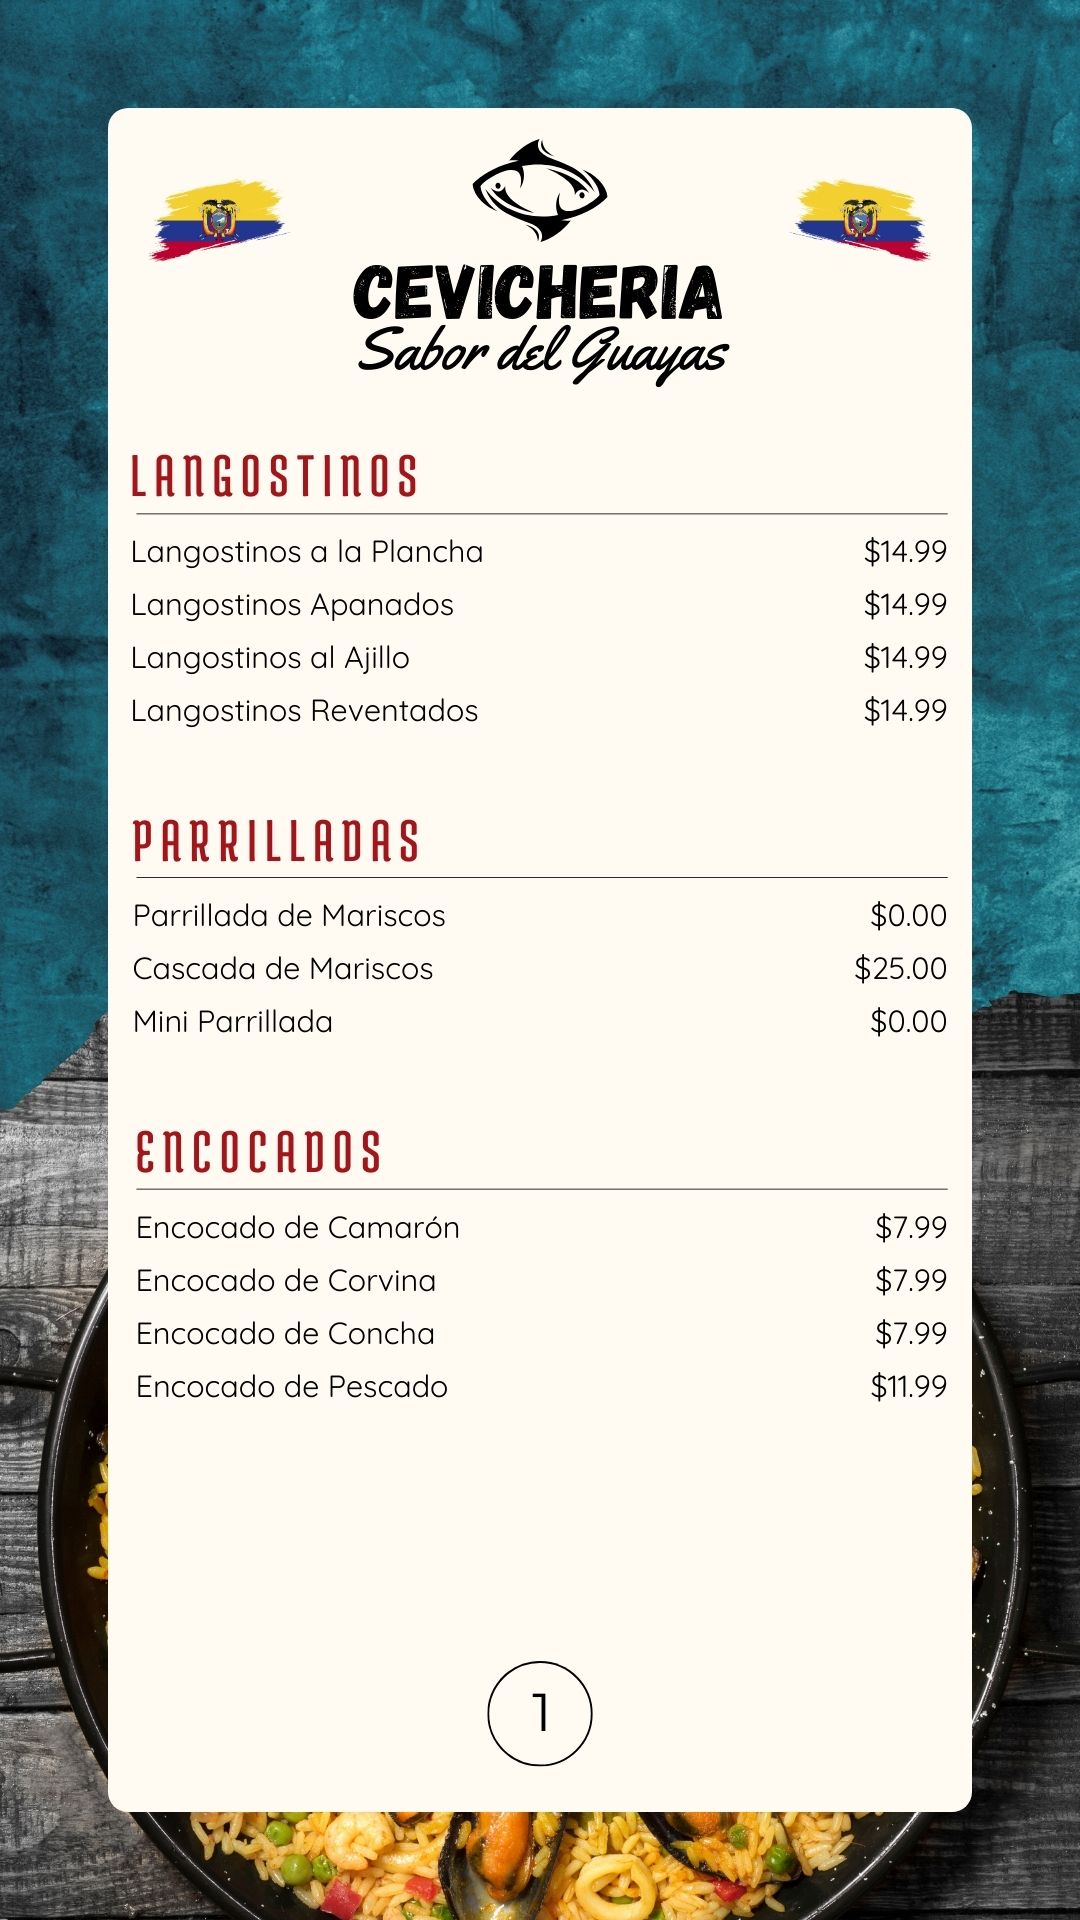 CEVICHERIA
Sabor del Guayas
LANGOSTINOS
Langostinos a la Plancha $14.99
Langostinos Apanados $14.99
Langostinos al Ajillo $14.99
Langostinos Reventados $14.99
PARRILLADAS
Parrillada de Mariscos $0.00
Cascada de Mariscos $25.00
Mini Parrillada $0.00
ENCOCADOS
Encocado de Camarón $7.99
Encocado de Corvina $7.99
Encocado de Concha $7.99
Encocado de Pescado $11.99
1